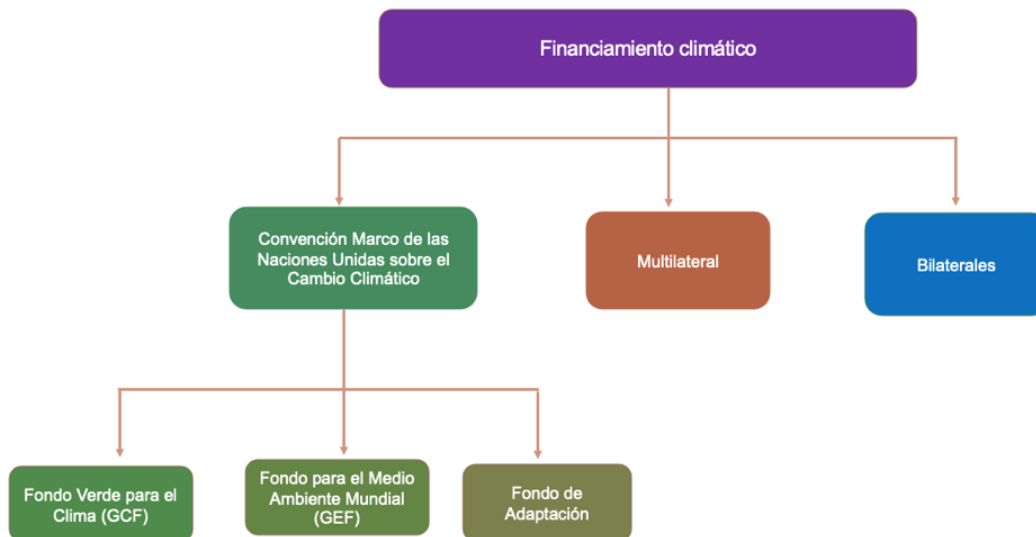 Financiamiento climático
Convención Marco de las
Naciones Unidas sobre el
Cambio Climático
Multilateral
Bilaterales
Fondo Verde para el
Clima (GCF)
Fondo para el Medio
Ambiente Mundial
(GEF)
Fondo de
Adaptación